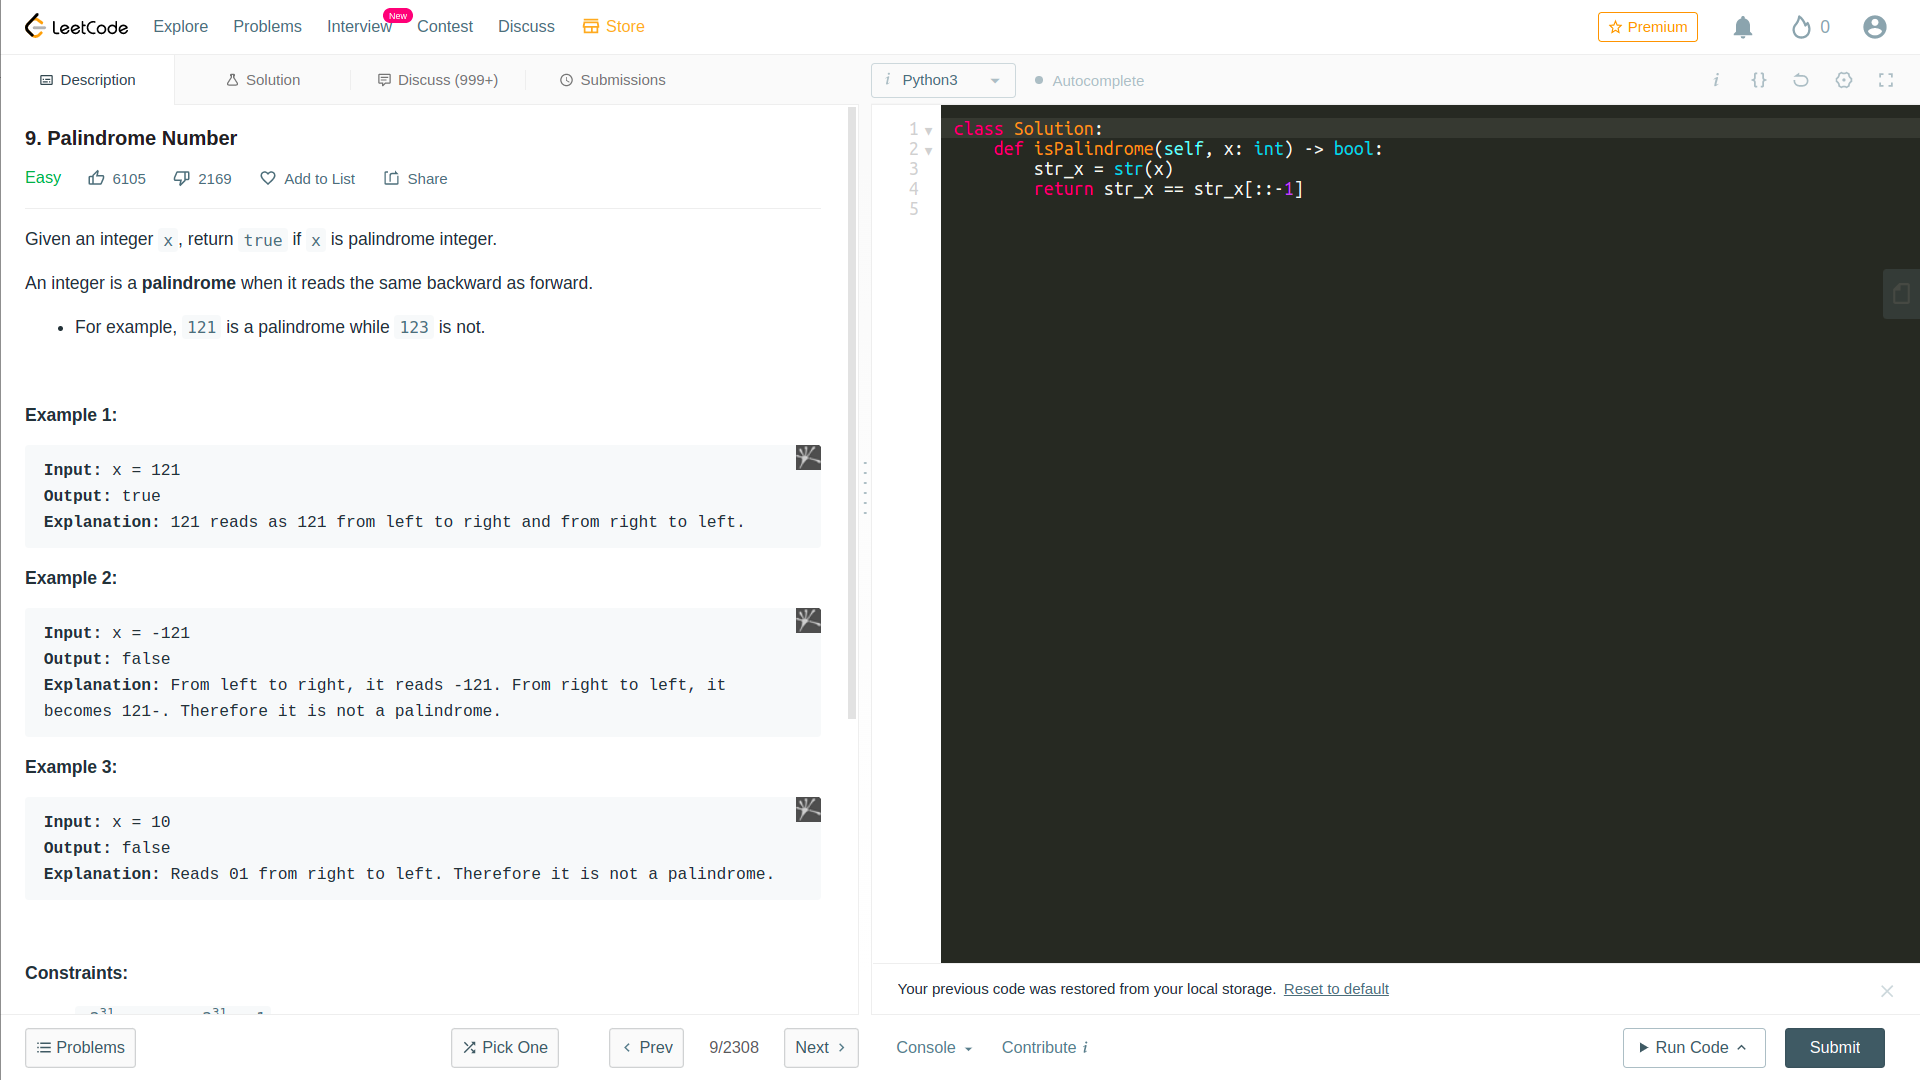 LeetCode Explore Problems Interview New Contest Discuss Store Premium 0
Description Solution Discuss (999+) Submissions i Python3 Autocomplete i {}
9. Palindrome Number
Easy 6105 2169 Add to List Share
Given an integer x, return true if x is palindrome integer.
An integer is a palindrome when it reads the same backward as forward.
• For example, 121 is a palindrome while 123 is not.
Example 1:
Input: x = 121
Output: true
Explanation: 121 reads as 121 from left to right and from right to left.
Example 2:
Input: x = -121
Output: false
Explanation: From left to right, it reads -121. From right to left, it
becomes 121-. Therefore it is not a palindrome.
Example 3:
Input: x = 10
Output: false
Explanation: Reads 01 from right to left. Therefore it is not a palindrome.
Constraints:
1 class Solution:
2     def isPalindrome(self, x: int) -> bool:
3         str_x = str(x)
4         return str_x == str_x[::-1]
5
Your previous code was restored from your local storage. Reset to default
Problems Pick One Prev 9/2308 Next Console Contribute i Run Code Submit